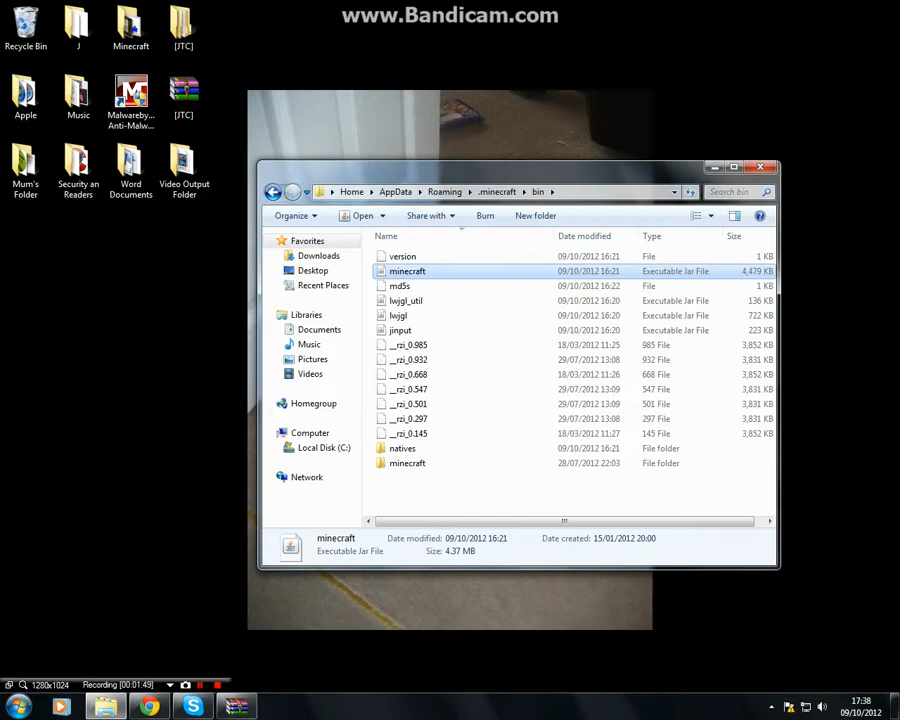 www.Bandicam.com
Recycle Bin
J
Minecraft
[JTC]
Apple
Music
Malwareby...
Anti-Malw...
[JTC]
Mum's
Folder
Security an
Readers
Word
Documents
Video Output
Folder
Home AppData Roaming .minecraft bin
Search bin
Organize Open Share with Burn New folder
Name Date modified Type Size
Favorites
Downloads
Desktop
Recent Places
Libraries
Documents
Music
Pictures
Videos
Homegroup
Computer
Local Disk (C:)
Network
version 09/10/2012 16:21 File 1 KB
minecraft 09/10/2012 16:21 Executable Jar File 4,479 KB
md5s 09/10/2012 16:22 File 1 KB
lwjgl_util 09/10/2012 16:20 Executable Jar File 136 KB
lwjgl 09/10/2012 16:20 Executable Jar File 722 KB
jinput 09/10/2012 16:20 Executable Jar File 223 KB
__rzi_0.985 18/03/2012 11:25 985 File 3,852 KB
__rzi_0.932 29/07/2012 13:08 932 File 3,831 KB
__rzi_0.668 18/03/2012 11:26 668 File 3,852 KB
__rzi_0.547 29/07/2012 13:09 547 File 3,831 KB
__rzi_0.501 29/07/2012 13:09 501 File 3,831 KB
__rzi_0.297 29/07/2012 13:08 297 File 3,831 KB
__rzi_0.145 18/03/2012 11:27 145 File 3,852 KB
natives 09/10/2012 16:21 File folder
minecraft 28/07/2012 22:03 File folder
minecraft Date modified: 09/10/2012 16:21 Date created: 15/01/2012 20:00
Executable Jar File Size: 4.37 MB
1280x1024 Recording [00:01:49]
17:38
09/10/2012